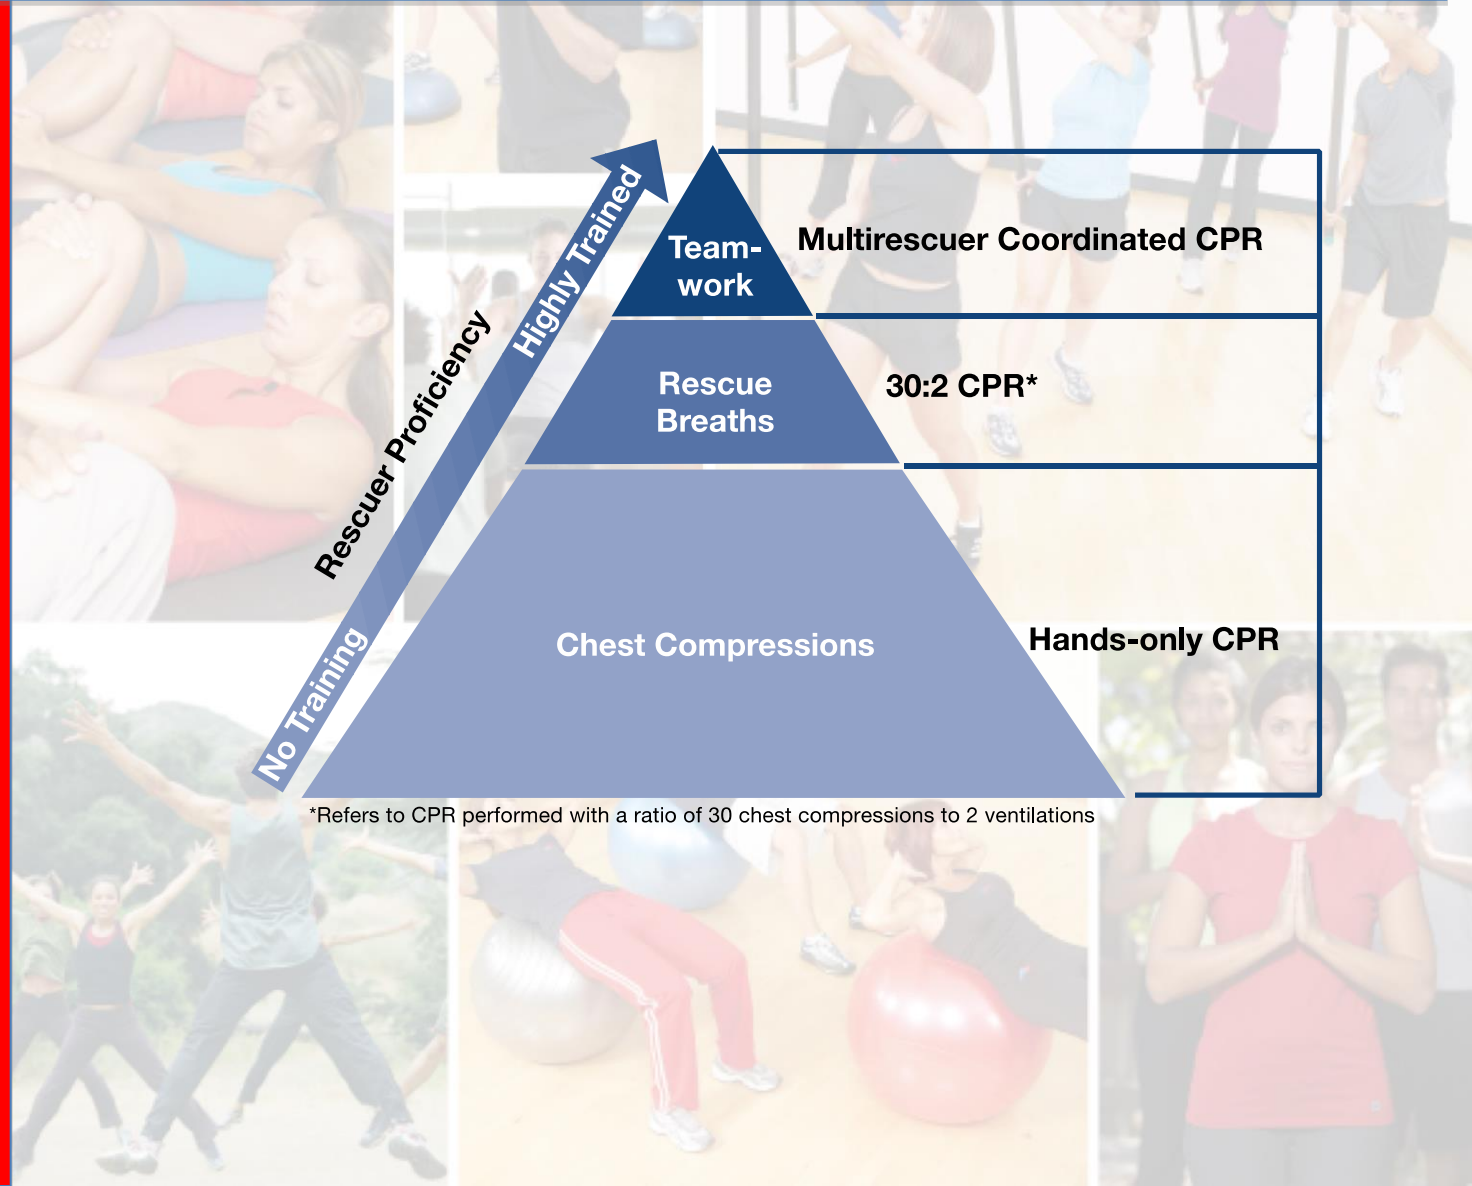 Highly Trained
Rescuer Proficiency
No Training
Team-
work
Multirescuer Coordinated CPR
Rescue
Breaths
30:2 CPR*
Chest Compressions
Hands-only CPR
*Refers to CPR performed with a ratio of 30 chest compressions to 2 ventilations